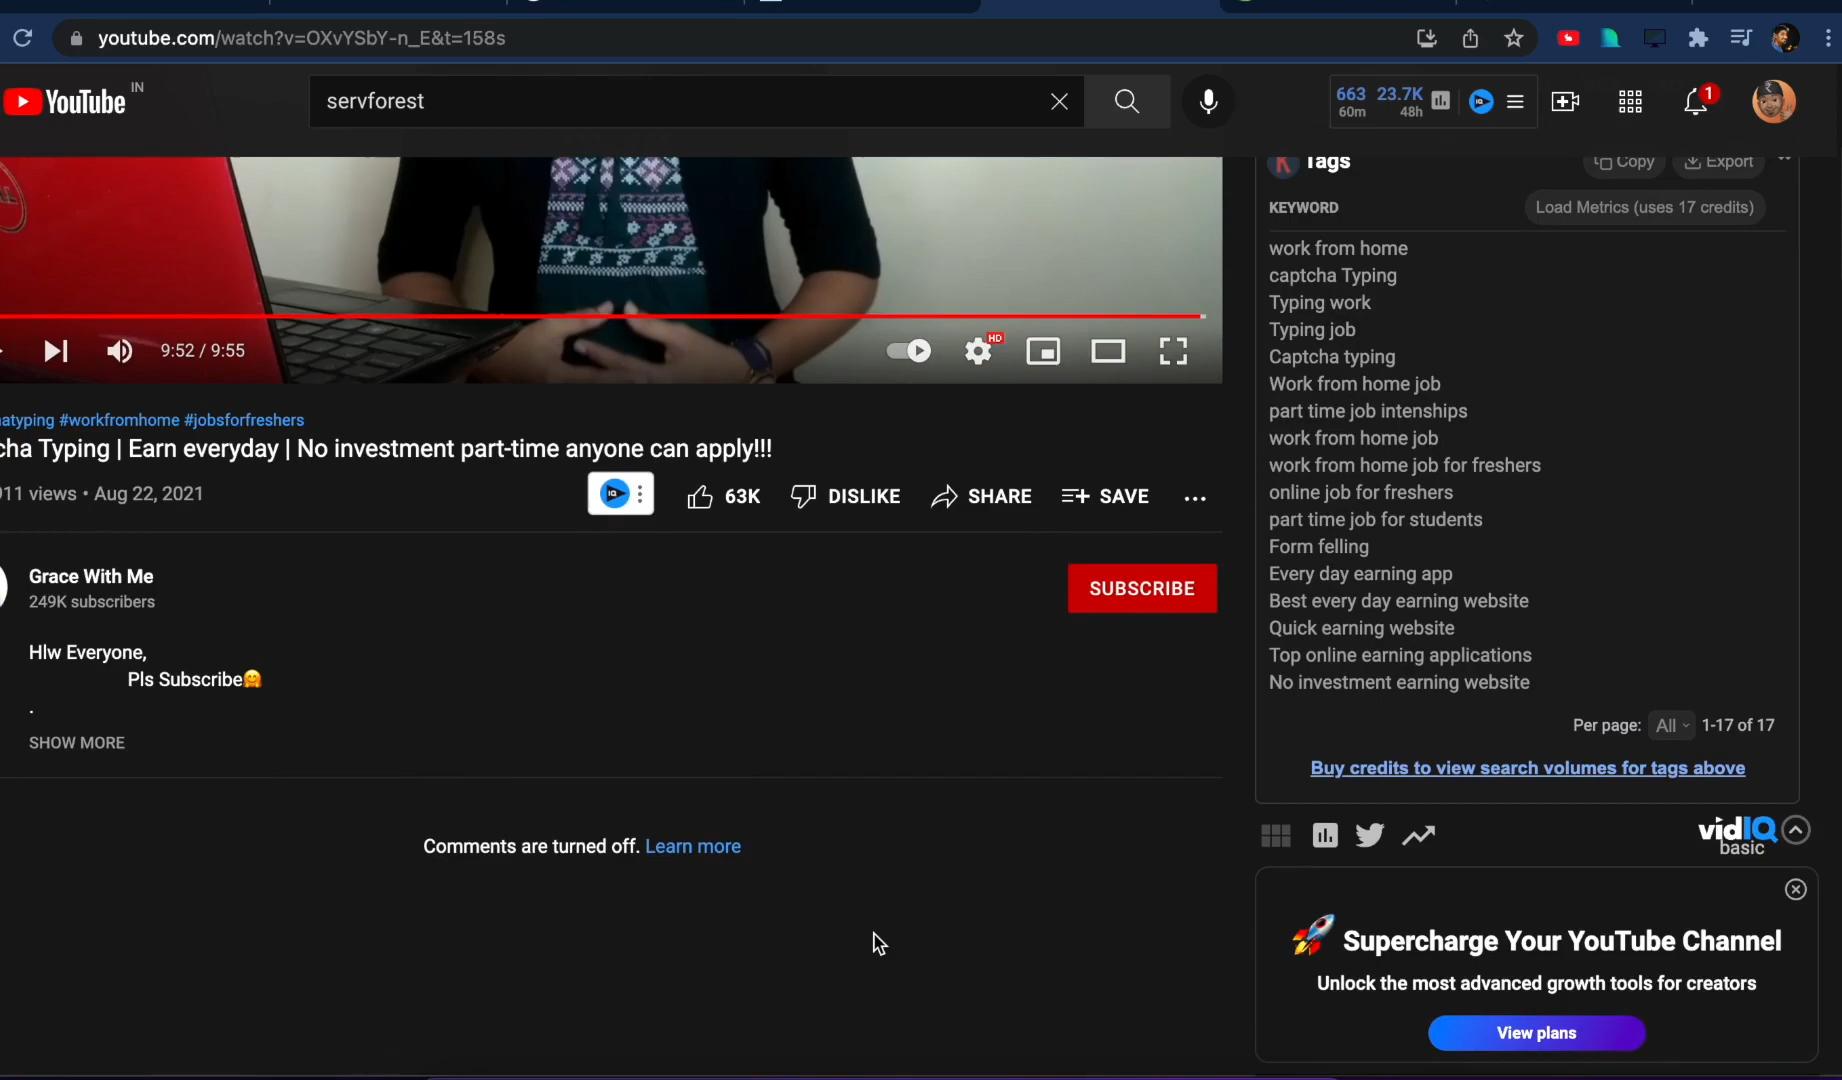 youtube.com/watch?v=OXvYSbY-n_E&t=158s
YouTube IN
servforest
663 23.7K
60m 48h
1
Tags Copy Export
KEYWORD Load Metrics (uses 17 credits)
work from home
captcha Typing
Typing work
Typing job
Captcha typing
Work from home job
part time job intenships
work from home job
work from home job for freshers
online job for freshers
part time job for students
Form felling
Every day earning app
Best every day earning website
Quick earning website
Top online earning applications
No investment earning website
Per page: All 1-17 of 17
Buy credits to view search volumes for tags above
vidIQ
basic
Supercharge Your YouTube Channel
Unlock the most advanced growth tools for creators
View plans
9:52 / 9:55
HD
atyping #workfromhome #jobsforfreshers
cha Typing | Earn everyday | No investment part-time anyone can apply!!!
911 views • Aug 22, 2021
63K DISLIKE SHARE SAVE ...
Grace With Me
249K subscribers
SUBSCRIBE
Hlw Everyone,
Pls Subscribe🤗
.
SHOW MORE
Comments are turned off. Learn more